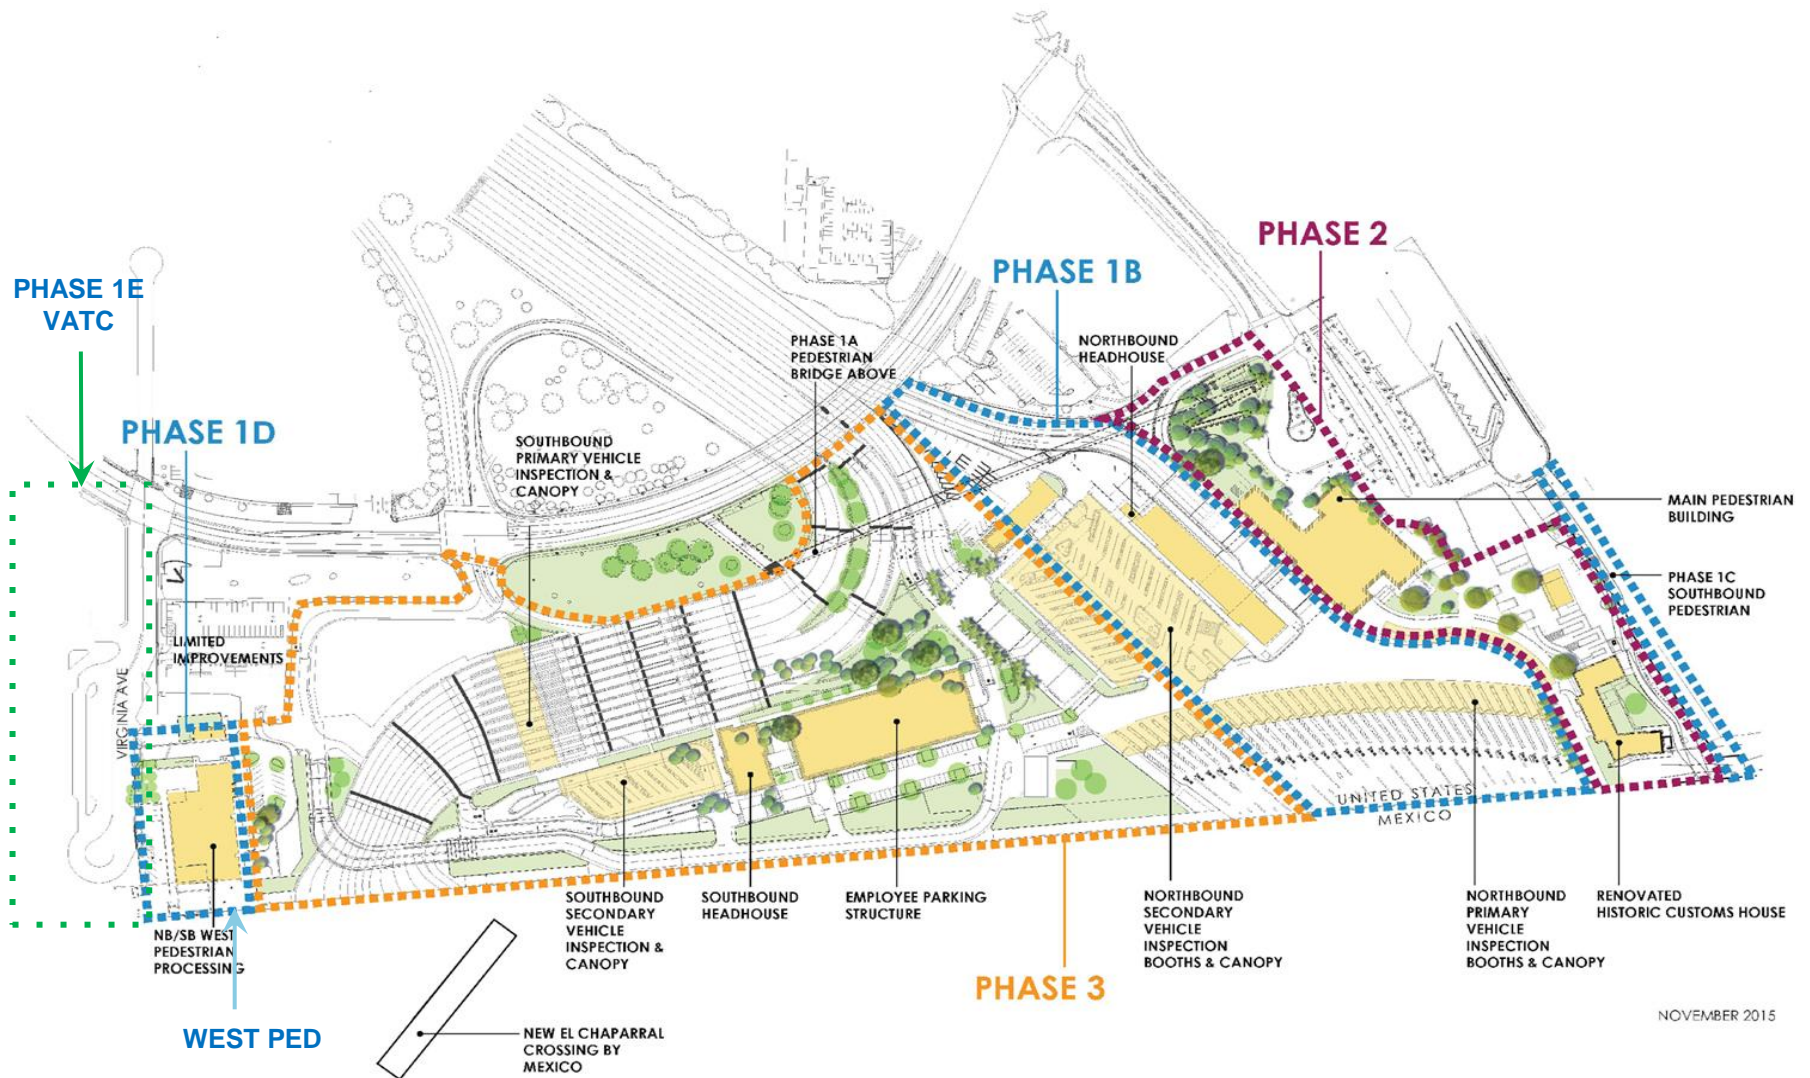 PHASE 2
PHASE 1B
PHASE 1E
VATC
PHASE 1A
PEDESTRIAN
BRIDGE ABOVE
NORTHBOUND
HEADHOUSE
PHASE 1D
SOUTHBOUND
PRIMARY VEHICLE
INSPECTION &
CANOPY
MAIN PEDESTRIAN
BUILDING
PHASE 1C
SOUTHBOUND
PEDESTRIAN
LIMITED
IMPROVEMENTS
VIRGINIA AVE
UNITED STATES
MEXICO
NB/SB WEST
PEDESTRIAN
PROCESSING
SOUTHBOUND
SECONDARY
VEHICLE
INSPECTION &
CANOPY
SOUTHBOUND
HEADHOUSE
EMPLOYEE PARKING
STRUCTURE
NORTHBOUND
SECONDARY
VEHICLE
INSPECTION
BOOTHS & CANOPY
NORTHBOUND
PRIMARY
VEHICLE
INSPECTION
BOOTHS & CANOPY
RENOVATED
HISTORIC CUSTOMS HOUSE
PHASE 3
WEST PED
NEW EL CHAPARRAL
CROSSING BY
MEXICO
NOVEMBER 2015